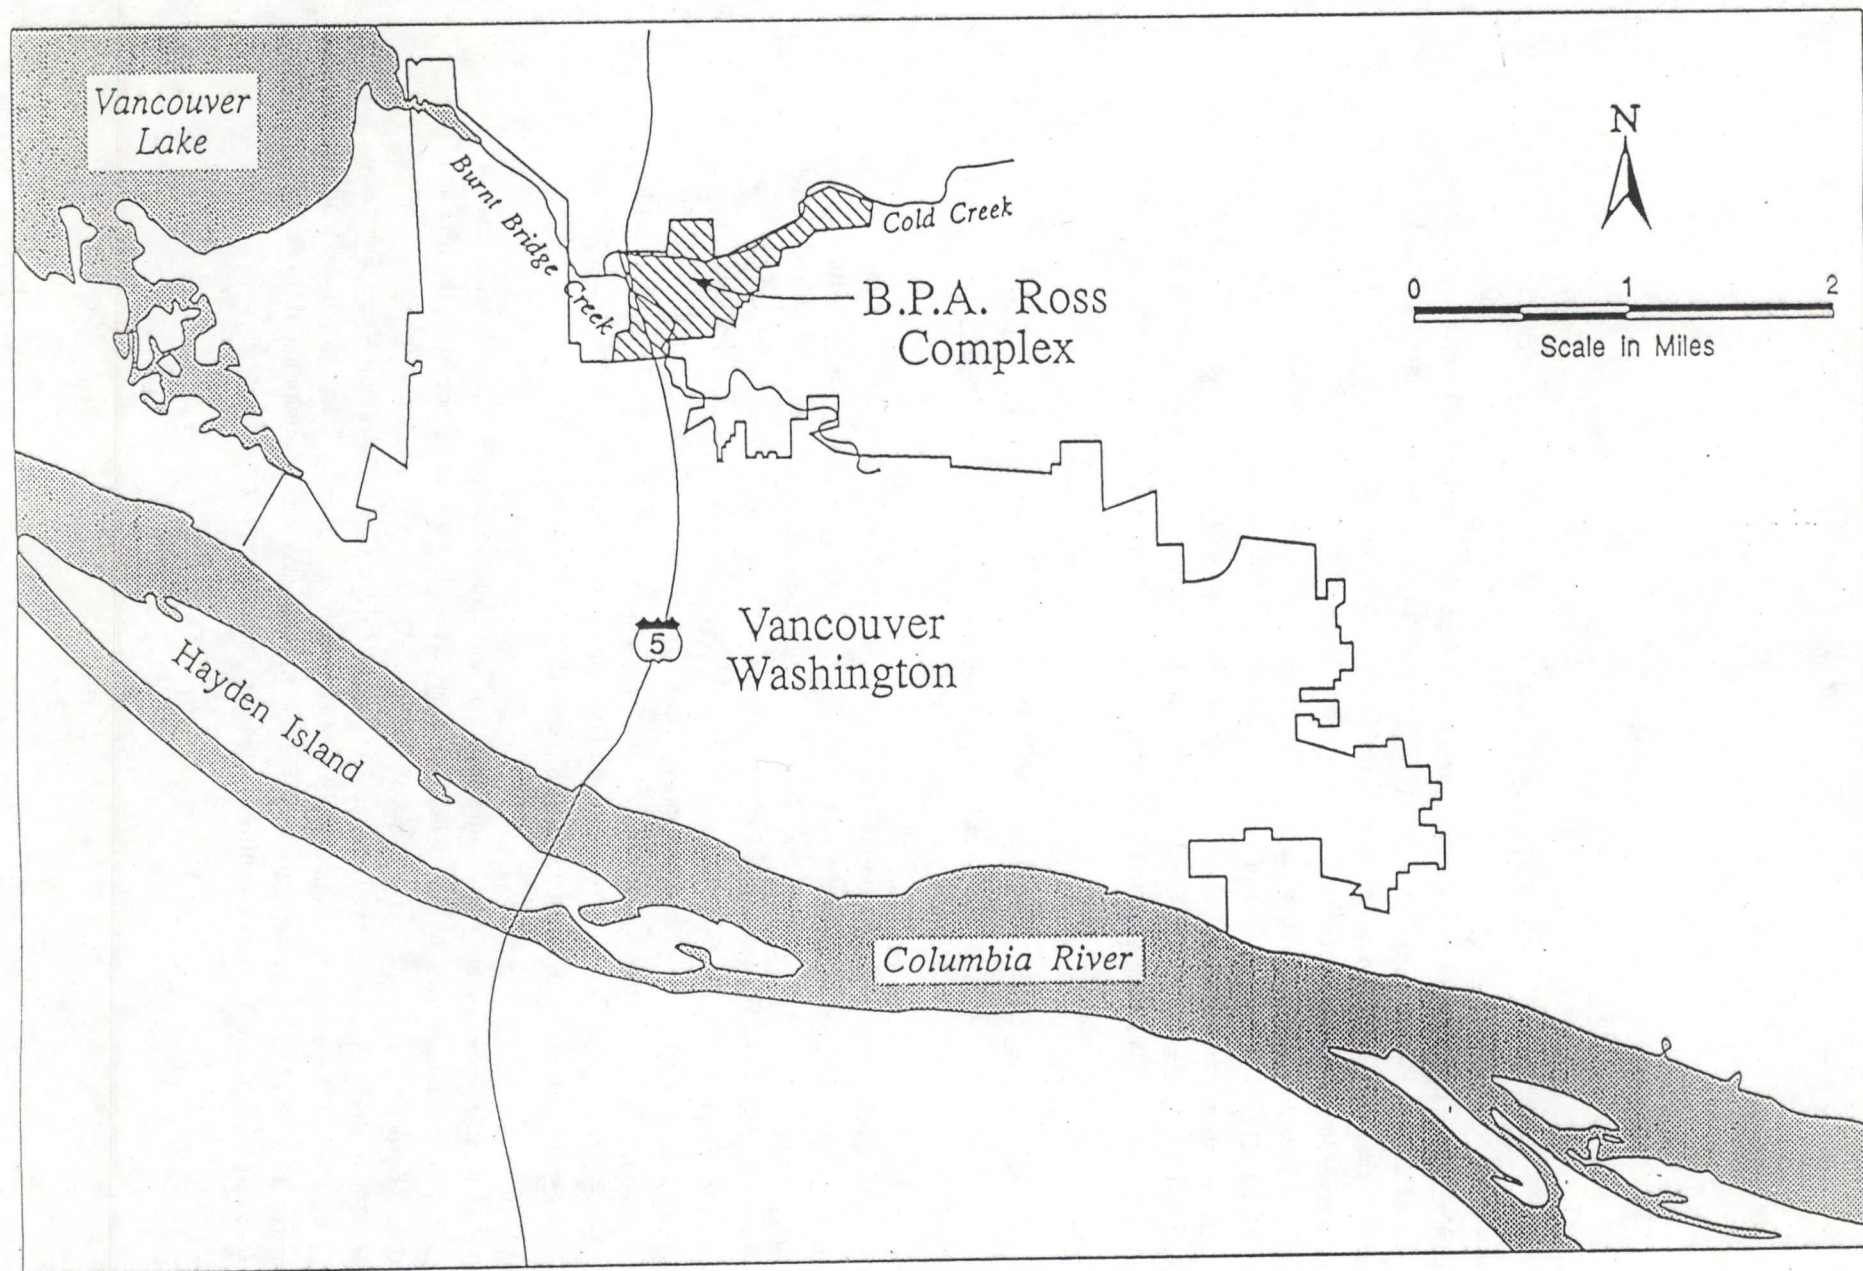 Vancouver
Lake
N
Burnt Bridge Creek
Cold Creek
B.P.A. Ross
Complex
0 1 2
Scale in Miles
5
Vancouver
Washington
Hayden Island
Columbia River